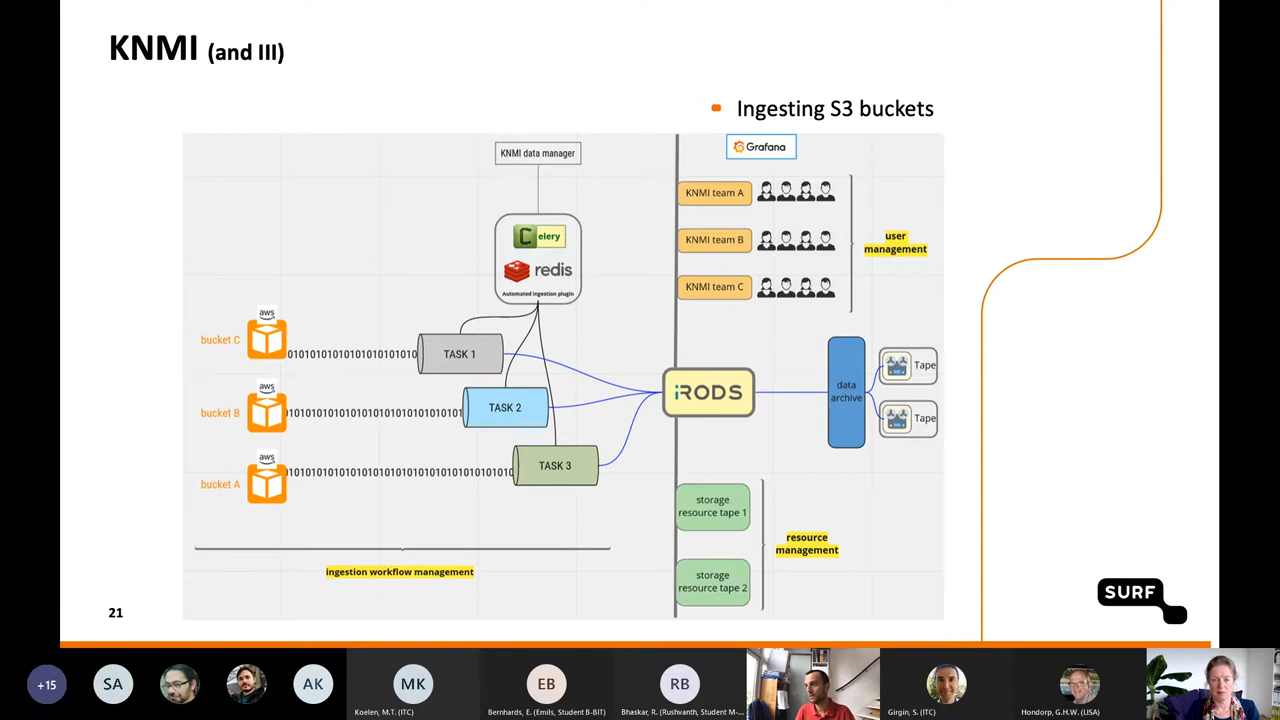 KNMI (and III)
Ingesting S3 buckets
KNMI data manager
Celery
redis
Automated ingestion plugin
Grafana
KNMI team A
KNMI team B
KNMI team C
user
management
aws
bucket C
010101010101010101010101
TASK 1
aws
bucket B
TASK 2
aws
bucket A
TASK 3
iRODS
data
archive
Tape
Tape
storage
resource tape 1
storage
resource tape 2
resource
management
ingestion workflow management
21
SURF
+15
SA
AK
MK
Koelen, M.T. (ITC)
EB
Bernhards, E. (Emils, Student B-BIT)
RB
Bhaskar, R. (Rushvanth, Student M-...
Girgin, S. (ITC)
Hondorp, G.H.W. (LISA)